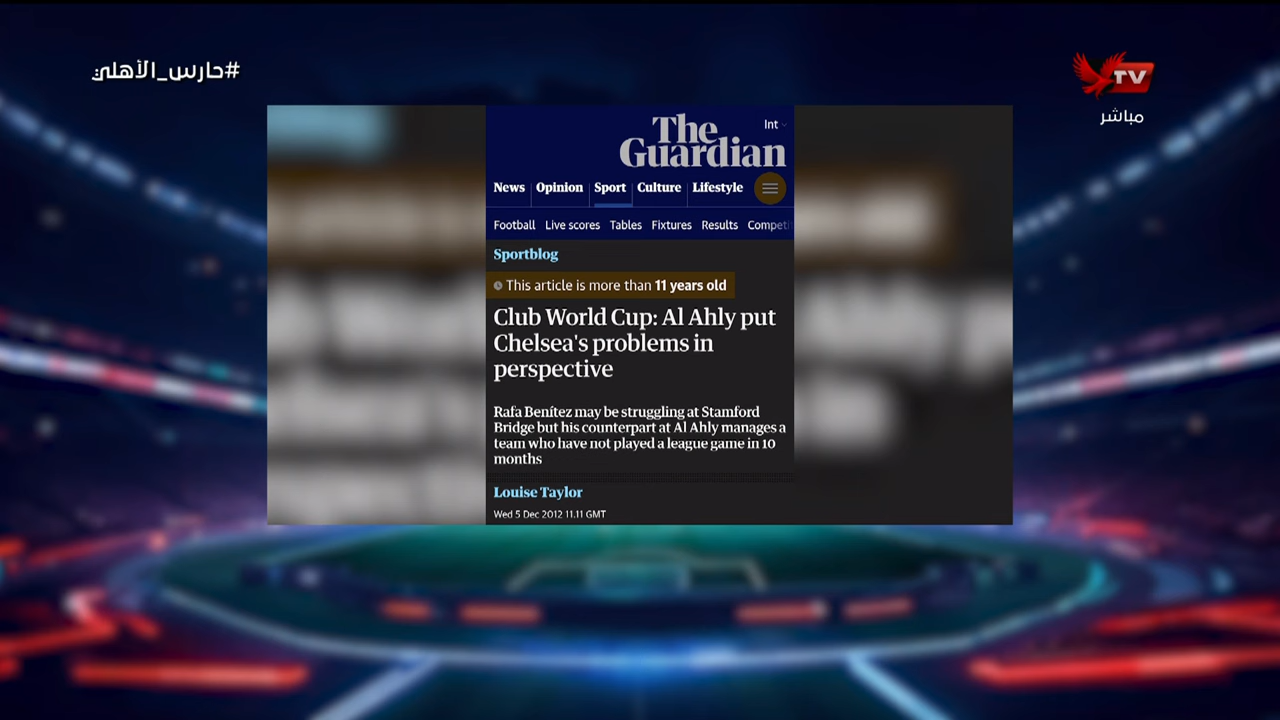 #حارس_الأهلي
TV
مباشر
The
Guardian
Int
News Opinion Sport Culture Lifestyle
Football Live scores Tables Fixtures Results Competi
Sportblog
This article is more than 11 years old
Club World Cup: Al Ahly put
Chelsea's problems in
perspective
Rafa Benítez may be struggling at Stamford
Bridge but his counterpart at Al Ahly manages a
team who have not played a league game in 10
months
Louise Taylor
Wed 5 Dec 2012 11.11 GMT